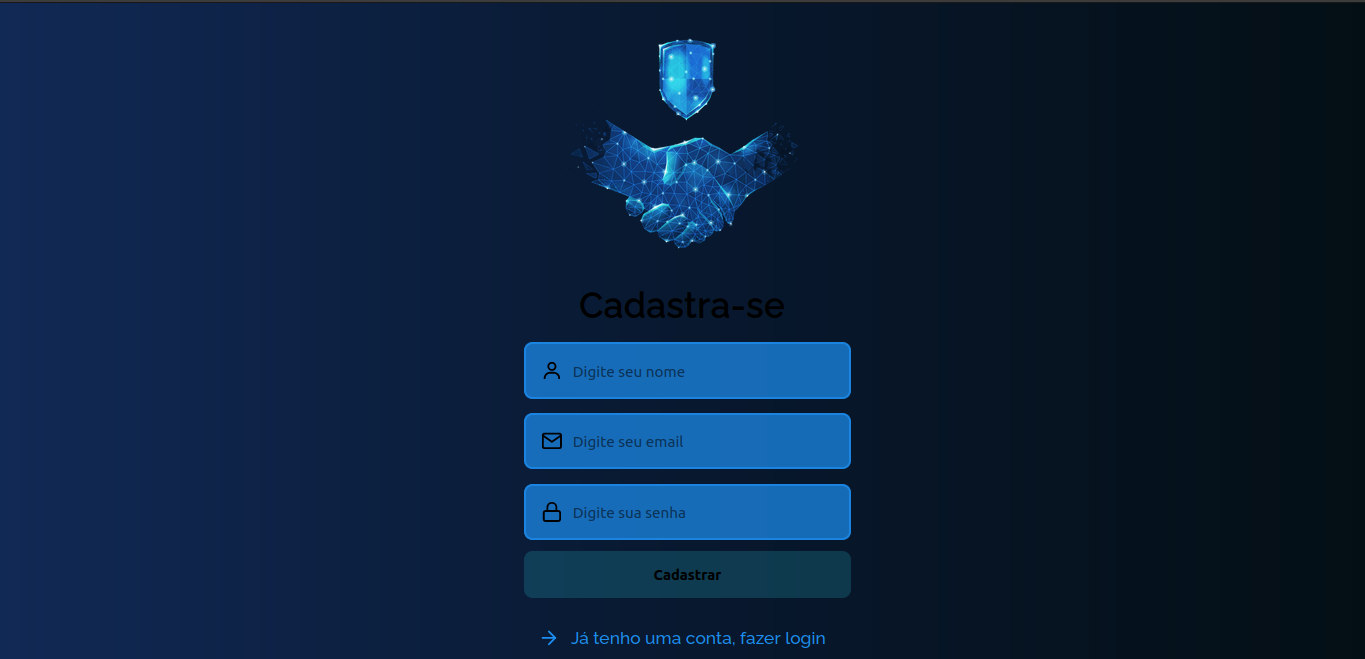 Cadastra-se
Digite seu nome
Digite seu email
Digite sua senha
Cadastrar
Já tenho uma conta, fazer login